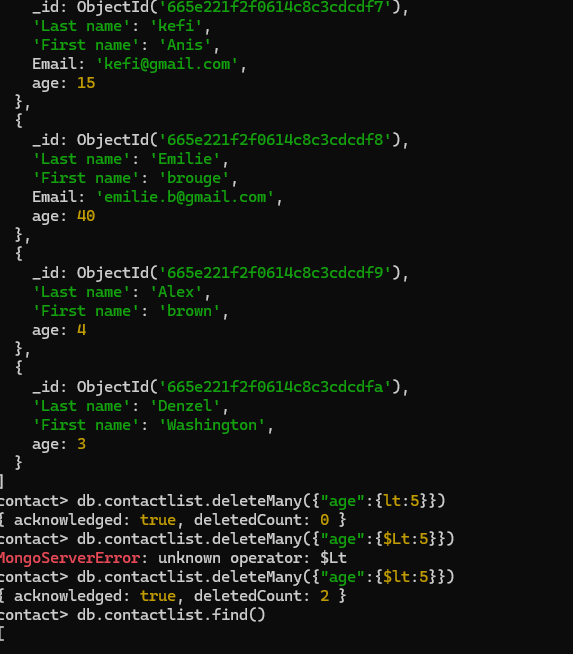 _id: ObjectId('665e221f2f0614c8c3cdcdf7'),
'Last name': 'kefi',
'First name': 'Anis',
Email: 'kefi@gmail.com',
age: 15
},
{
_id: ObjectId('665e221f2f0614c8c3cdcdf8'),
'Last name': 'Emilie',
'First name': 'brouge',
Email: 'emilie.b@gmail.com',
age: 40
},
{
_id: ObjectId('665e221f2f0614c8c3cdcdf9'),
'Last name': 'Alex',
'First name': 'brown',
age: 4
},
{
_id: ObjectId('665e221f2f0614c8c3cdcdfa'),
'Last name': 'Denzel',
'First name': 'Washington',
age: 3
}
]
contact> db.contactlist.deleteMany({"age":{lt:5}})
{ acknowledged: true, deletedCount: 0 }
contact> db.contactlist.deleteMany({"age":{$Lt:5}})
MongoServerError: unknown operator: $Lt
contact> db.contactlist.deleteMany({"age":{$lt:5}})
{ acknowledged: true, deletedCount: 2 }
contact> db.contactlist.find()
[